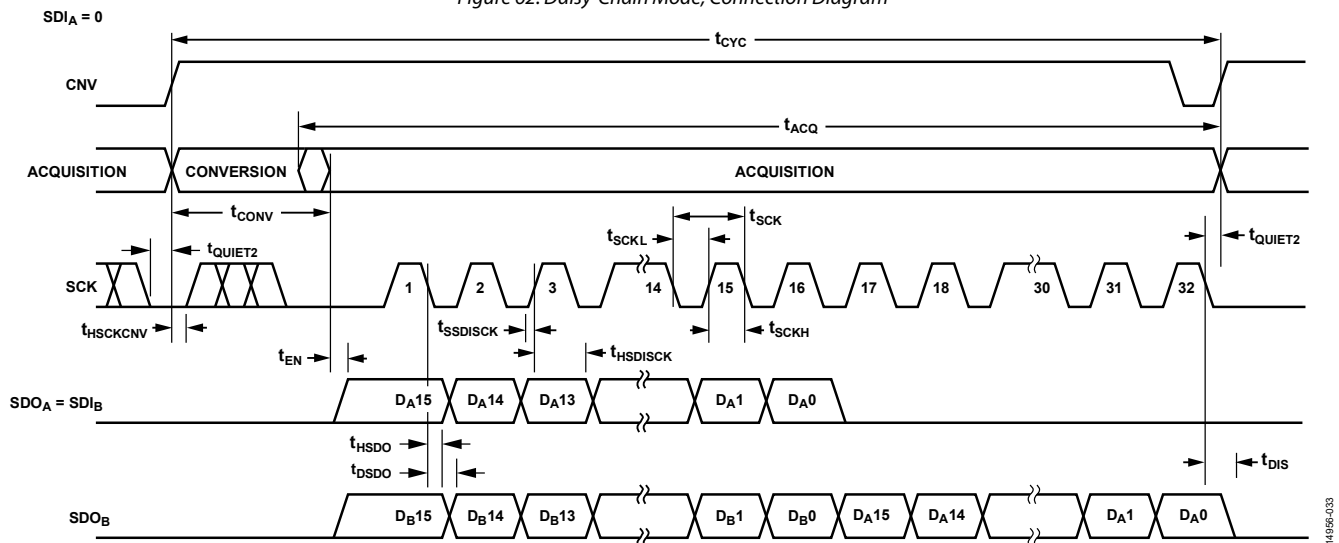 Figure 62. Daisy-Chain Mode, Connection Diagram
SDIA = 0
tCYC
CNV
tACQ
ACQUISITION CONVERSION ACQUISITION
tCONV
tSCK
tQUIET2 tSCKL tQUIET2
SCK 1 2 3 14 15 16 17 18 30 31 32
tHSCKCNV tSSDISCK tSCKH
tEN tHSDISCK
SDOA = SDIB DA15 DA14 DA13 DA1 DA0
tHSDO
tDSDO tDIS
SDOB DB15 DB14 DB13 DB1 DB0 DA15 DA14 DA1 DA0
14956-033